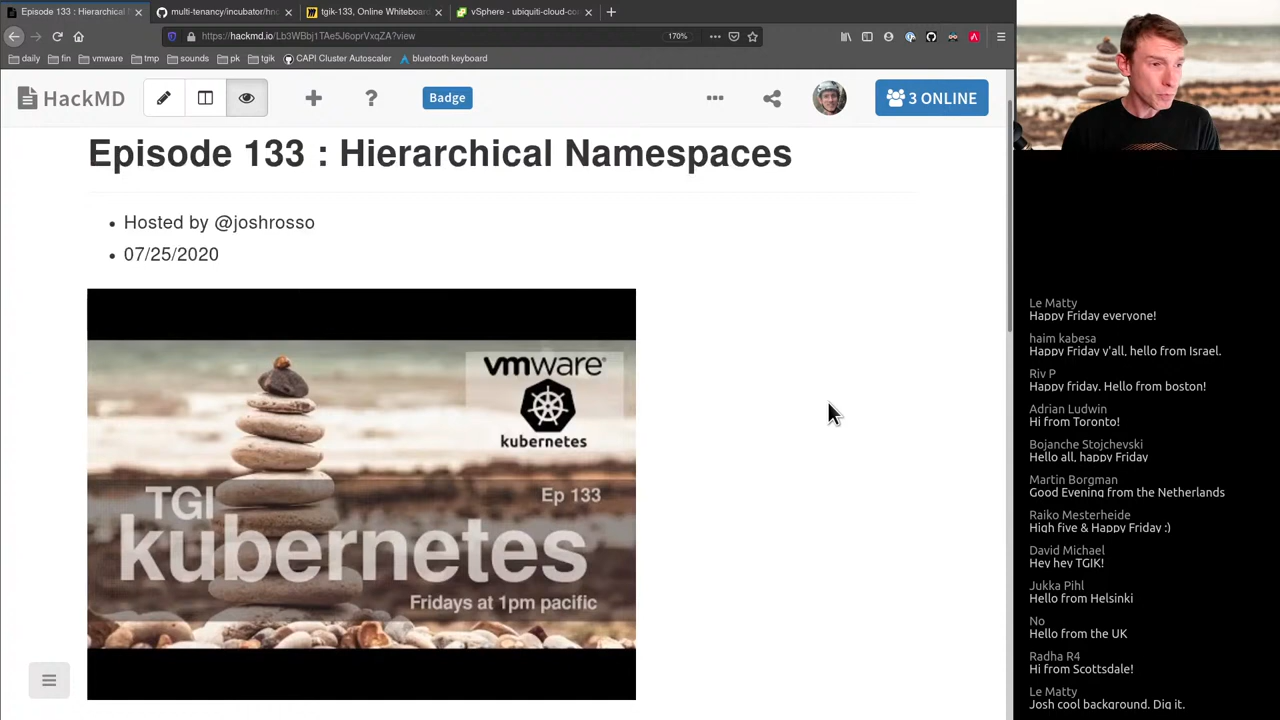 Episode 133 : Hierarchical N
multi-tenancy/incubator/hnc
tgik-133, Online Whiteboard
vSphere - ubiquiti-cloud-co
https://hackmd.io/Lb3WBbj1TAe5J6oprVxqZA?view
170%
daily
fin
vmware
tmp
sounds
pk
tgik
CAPI Cluster Autoscaler
bluetooth keyboard
HackMD
Badge
3 ONLINE
Episode 133 : Hierarchical Namespaces
Hosted by @joshrosso
07/25/2020
vmware®
kubernetes
Ep 133
TGI
kubernetes
Fridays at 1pm pacific
Le Matty
Happy Friday everyone!
haim kabesa
Happy Friday y'all, hello from Israel.
Riv P
Happy friday. Hello from boston!
Adrian Ludwin
Hi from Toronto!
Bojanche Stojchevski
Hello all, happy Friday
Martin Borgman
Good Evening from the Netherlands
Raiko Mesterheide
High five & Happy Friday :)
David Michael
Hey hey TGIK!
Jukka Pihl
Hello from Helsinki
No
Hello from the UK
Radha R4
Hi from Scottsdale!
Le Matty
Josh cool background. Dig it.